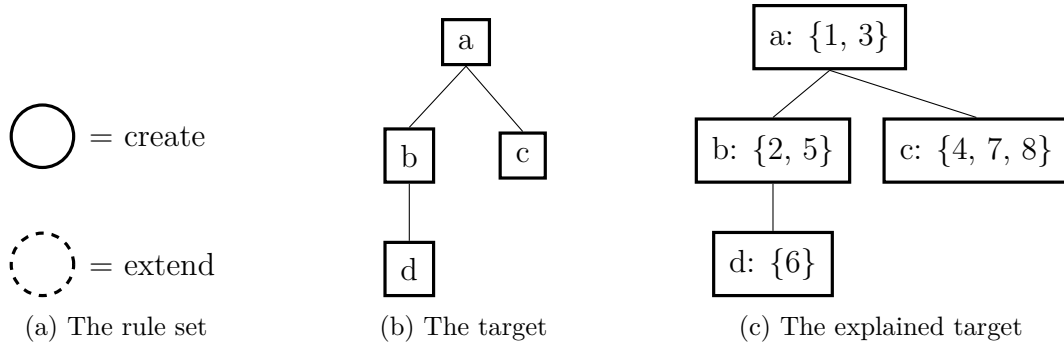 = create
= extend
(a) The rule set
a
b
c
d
(b) The target
a: {1, 3}
b: {2, 5}
c: {4, 7, 8}
d: {6}
(c) The explained target